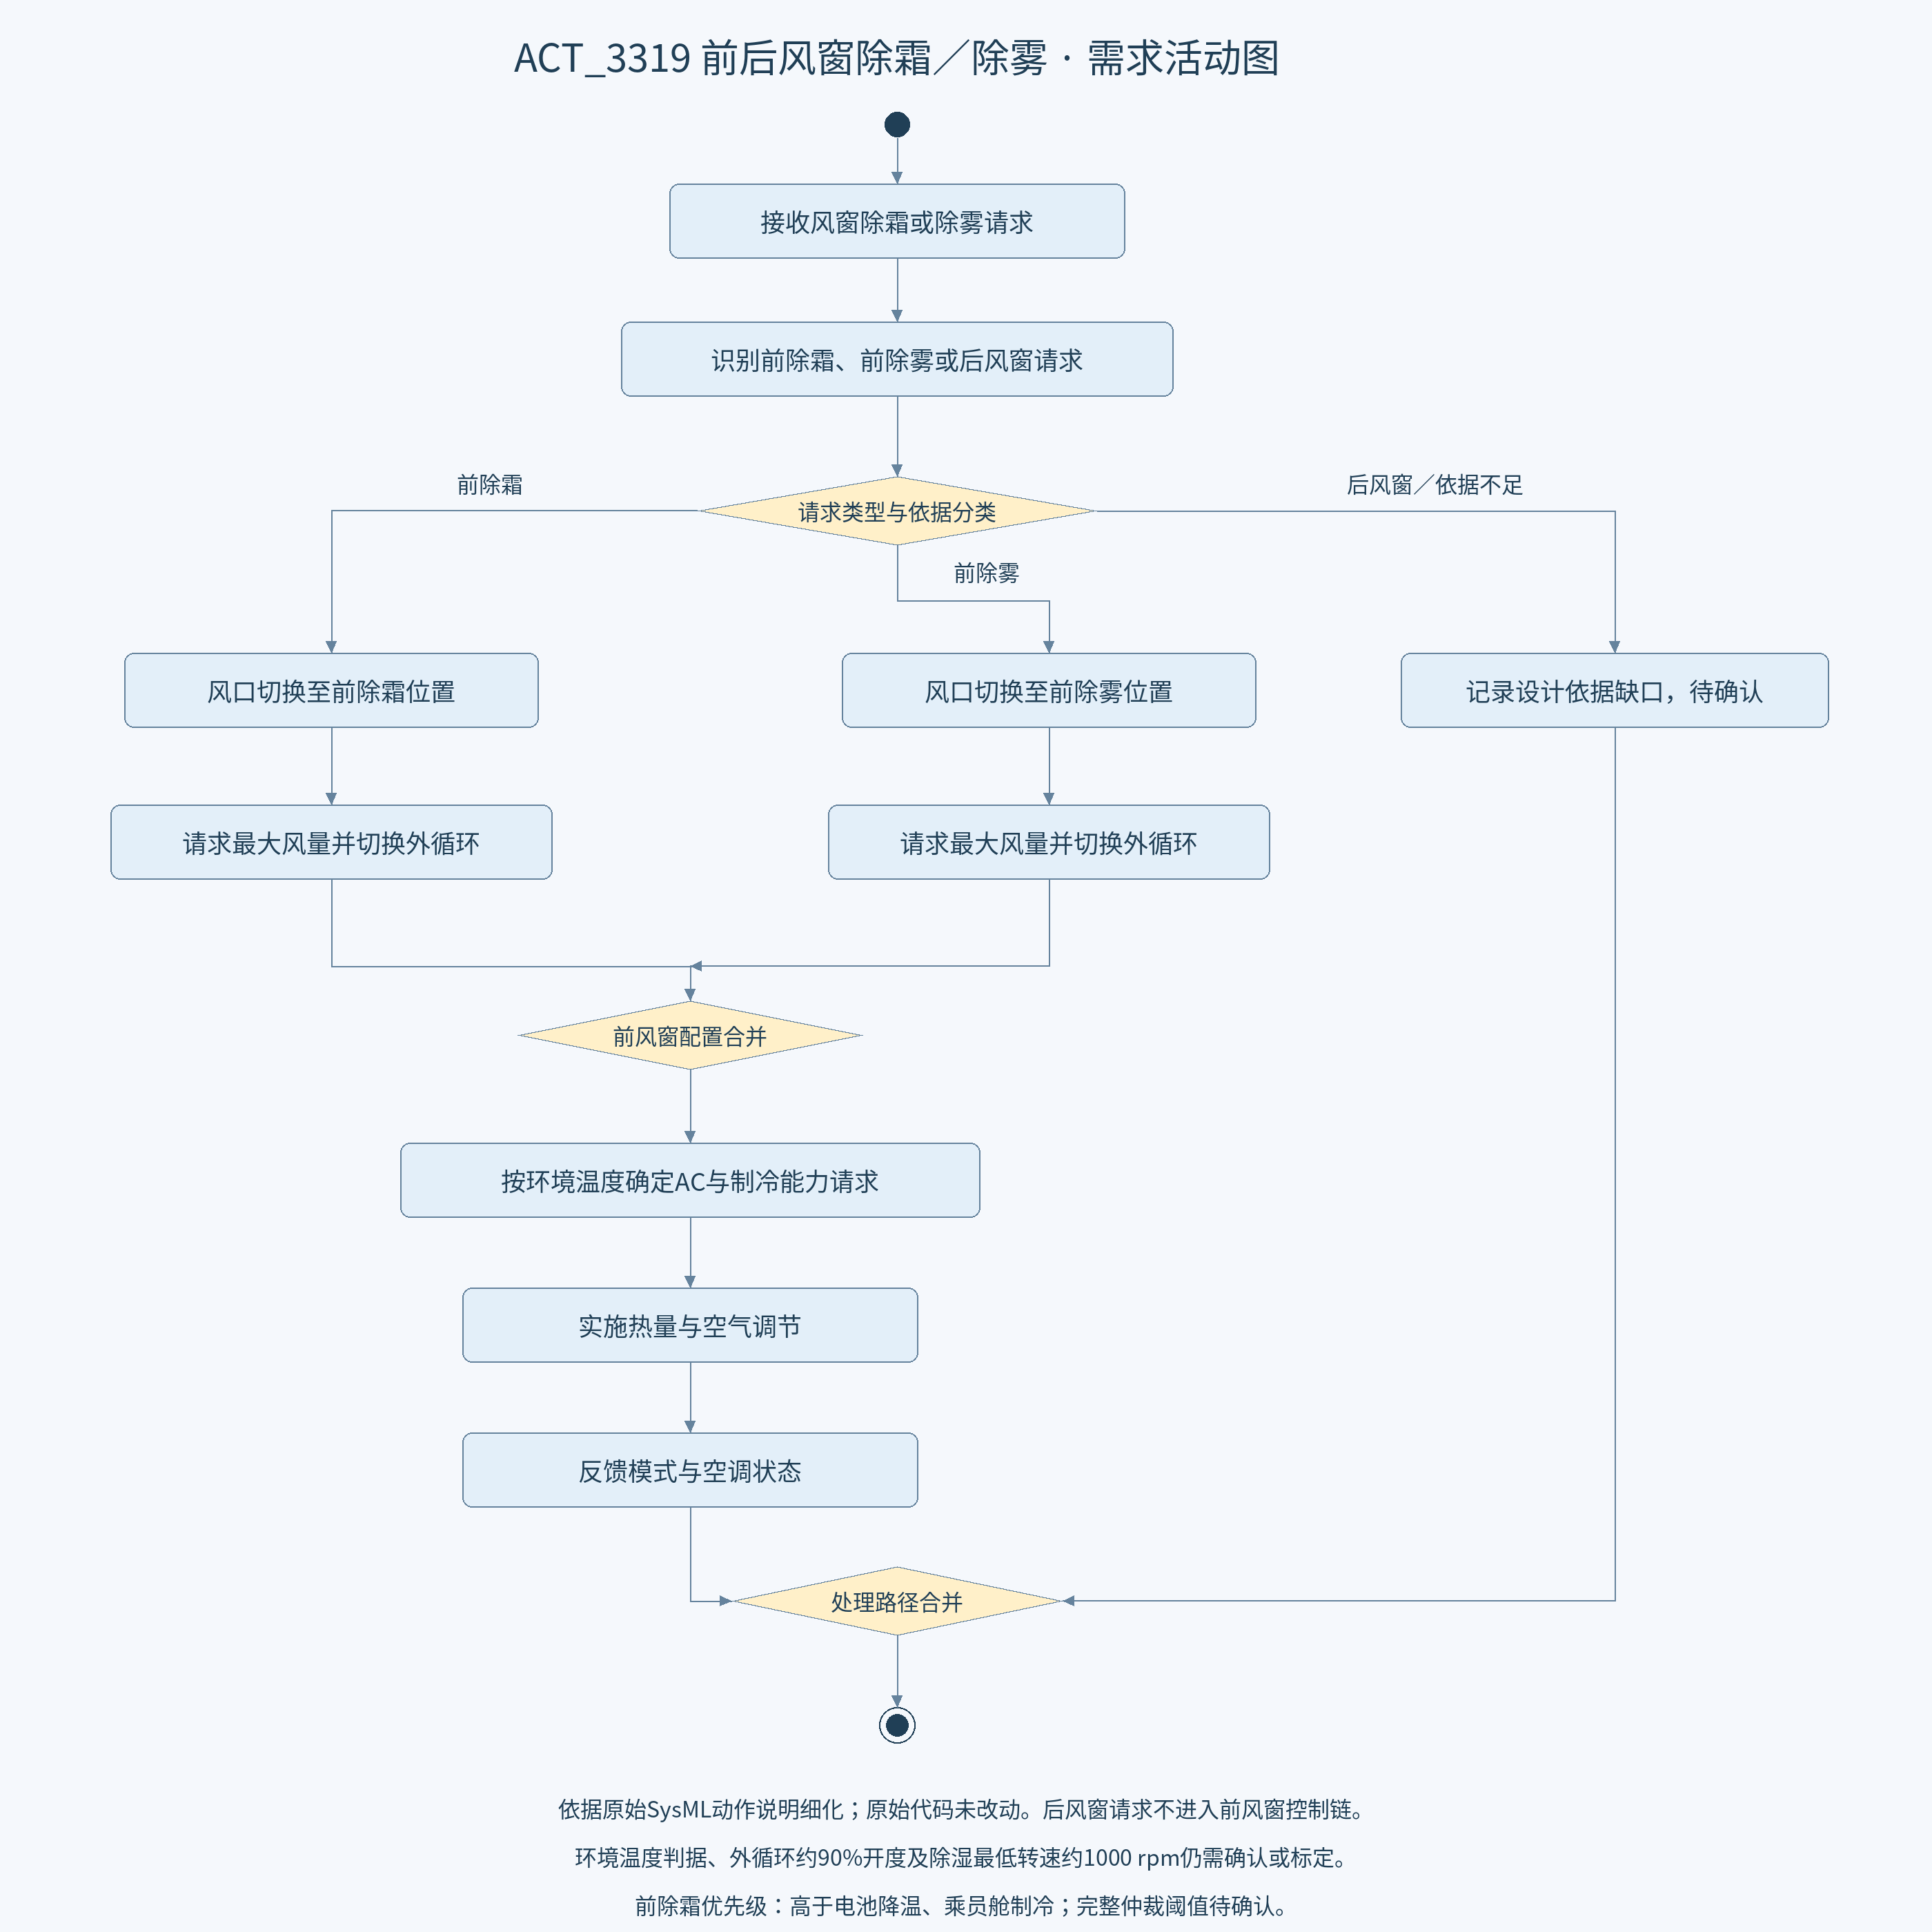 ACT_3319 前后风窗除霜／除雾 · 需求活动图
接收风窗除霜或除雾请求
识别前除霜、前除雾或后风窗请求
前除霜
后风窗／依据不足
请求类型与依据分类
前除雾
风口切换至前除霜位置
风口切换至前除雾位置
记录设计依据缺口，待确认
请求最大风量并切换外循环
请求最大风量并切换外循环
前风窗配置合并
按环境温度确定AC与制冷能力请求
实施热量与空气调节
反馈模式与空调状态
处理路径合并
依据原始SysML动作说明细化；原始代码未改动。后风窗请求不进入前风窗控制链。
环境温度判据、外循环约90%开度及除湿最低转速约1000 rpm仍需确认或标定。
前除霜优先级：高于电池降温、乘员舱制冷；完整仲裁阈值待确认。